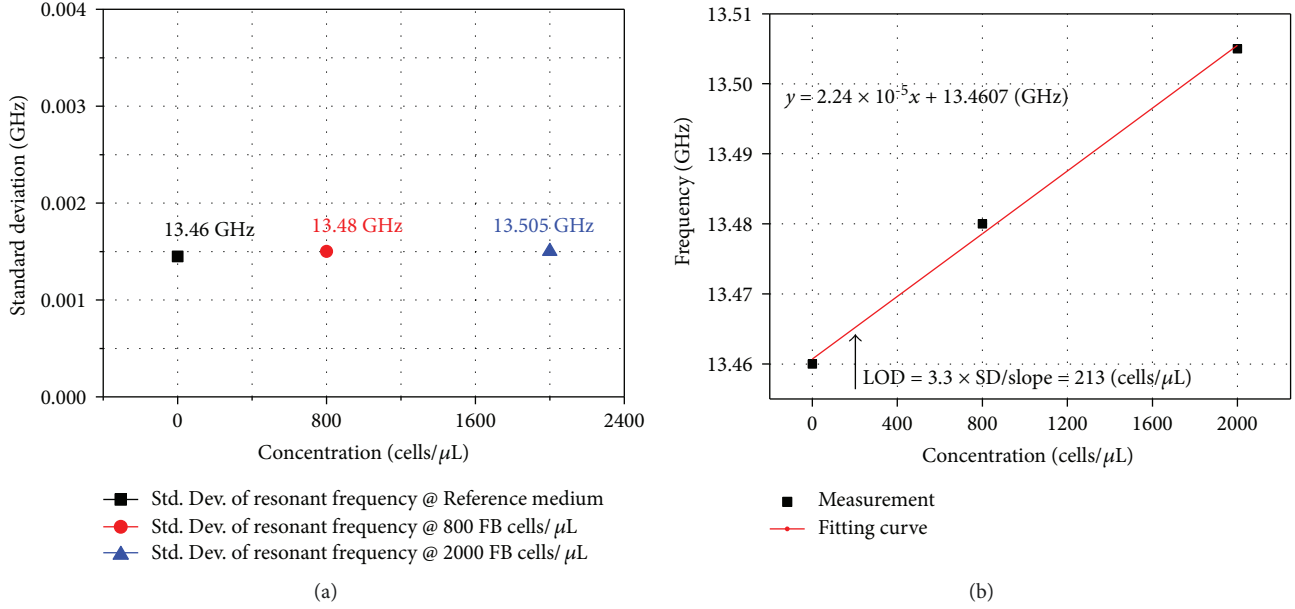 0.004
0.003
0.002
0.001
0.000
Standard deviation (GHz)
13.46 GHz
13.48 GHz
13.505 GHz
0
800
1600
2400
Concentration (cells/μL)
Std. Dev. of resonant frequency @ Reference medium
Std. Dev. of resonant frequency @ 800 FB cells/μL
Std. Dev. of resonant frequency @ 2000 FB cells/μL
(a)
13.51
13.50
13.49
13.48
13.47
13.46
Frequency (GHz)
y = 2.24 × 10⁻⁵x + 13.4607 (GHz)
LOD = 3.3 × SD/slope = 213 (cells/μL)
0
400
800
1200
1600
2000
Concentration (cells/μL)
Measurement
Fitting curve
(b)